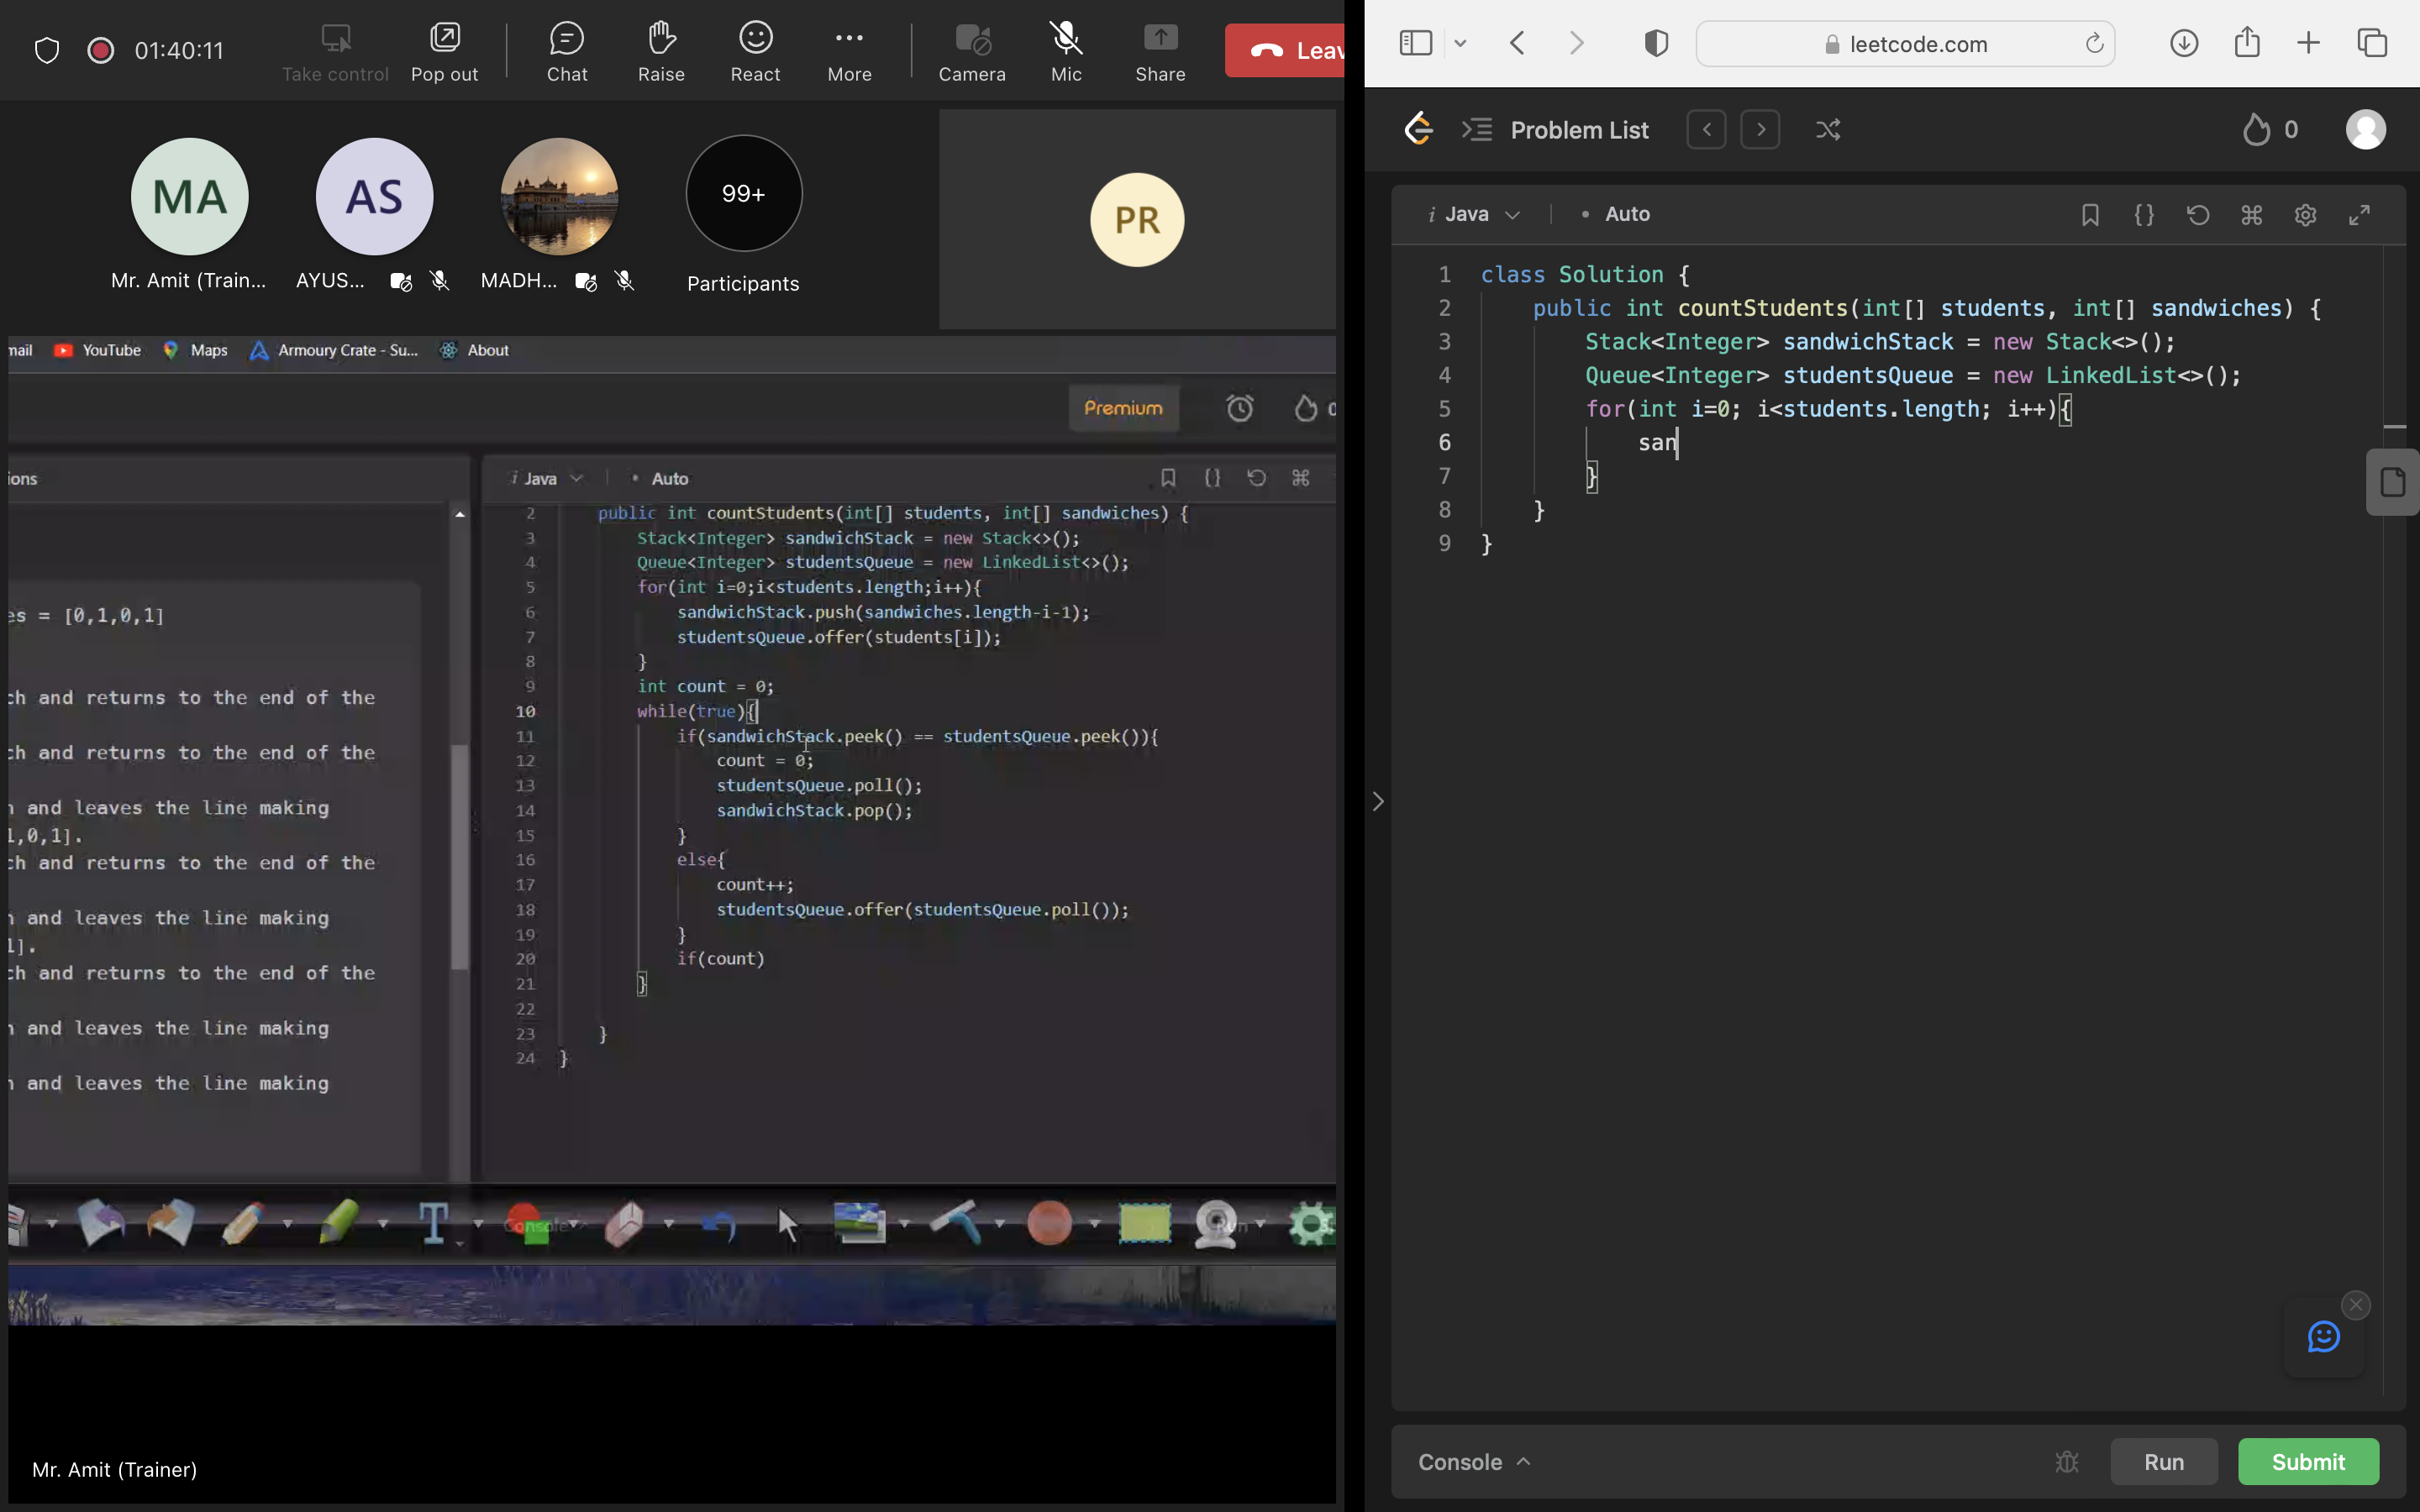 01:40:11
Take control
Pop out
Chat
Raise
React
More
Camera
Mic
Share
Leav
MA
AS
99+
PR
Mr. Amit (Train...
AYUS...
MADH...
Participants
mail
YouTube
Maps
Armoury Crate - Su...
About
Premium
0
ions
es = [0,1,0,1]
ch and returns to the end of the
ch and returns to the end of the
n and leaves the line making
1,0,1].
ch and returns to the end of the
n and leaves the line making
1].
ch and returns to the end of the
n and leaves the line making
n and leaves the line making
i Java
• Auto
2 public int countStudents(int[] students, int[] sandwiches) {
3 Stack<Integer> sandwichStack = new Stack<>();
4 Queue<Integer> studentsQueue = new LinkedList<>();
5 for(int i=0;i<students.length;i++){
6 sandwichStack.push(sandwiches.length-i-1);
7 studentsQueue.offer(students[i]);
8 }
9 int count = 0;
10 while(true){
11 if(sandwichStack.peek() == studentsQueue.peek()){
12 count = 0;
13 studentsQueue.poll();
14 sandwichStack.pop();
15 }
16 else{
17 count++;
18 studentsQueue.offer(studentsQueue.poll());
19 }
20 if(count)
21 }
22
23 }
24 }
Console
Run
Mr. Amit (Trainer)
leetcode.com
Problem List
0
i Java
• Auto
1 class Solution {
2 public int countStudents(int[] students, int[] sandwiches) {
3 Stack<Integer> sandwichStack = new Stack<>();
4 Queue<Integer> studentsQueue = new LinkedList<>();
5 for(int i=0; i<students.length; i++){
6 san
7 }
8 }
9 }
Console
Run
Submit